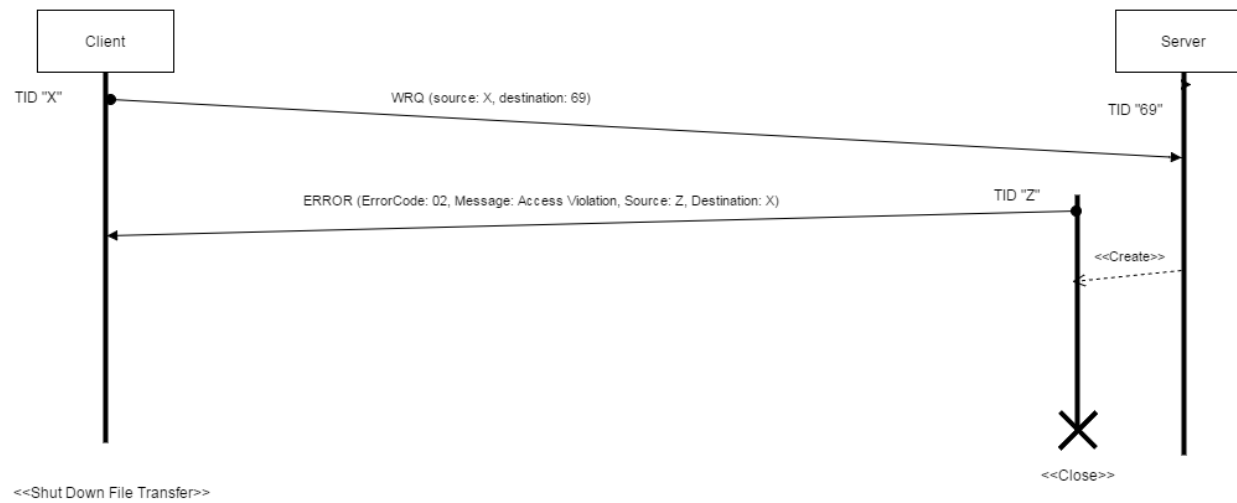 Client
Server
TID "X"
WRQ (source: X, destination: 69)
TID "69"
ERROR (ErrorCode: 02, Message: Access Violation, Source: Z, Destination: X)
TID "Z"
<<Create>>
<<Close>>
<<Shut Down File Transfer>>